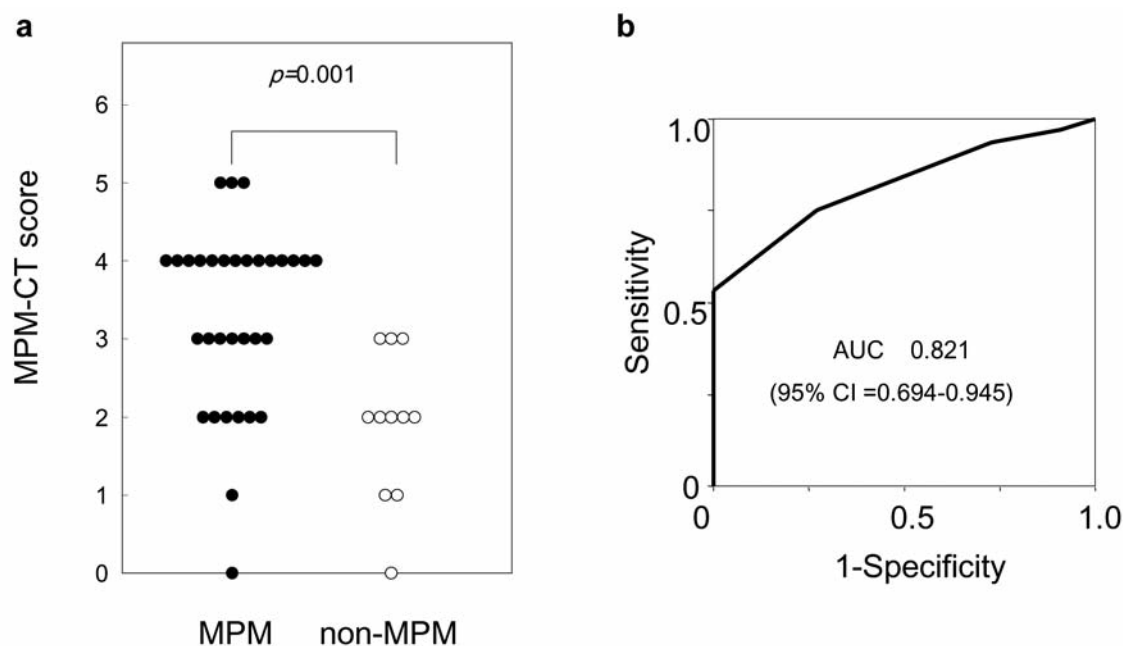 a
p=0.001
MPM-CT score
6
5
4
3
2
1
0
MPM
non-MPM
b
Sensitivity
1.0
0.5
0
AUC 0.821
(95% CI =0.694-0.945)
0
0.5
1.0
1-Specificity